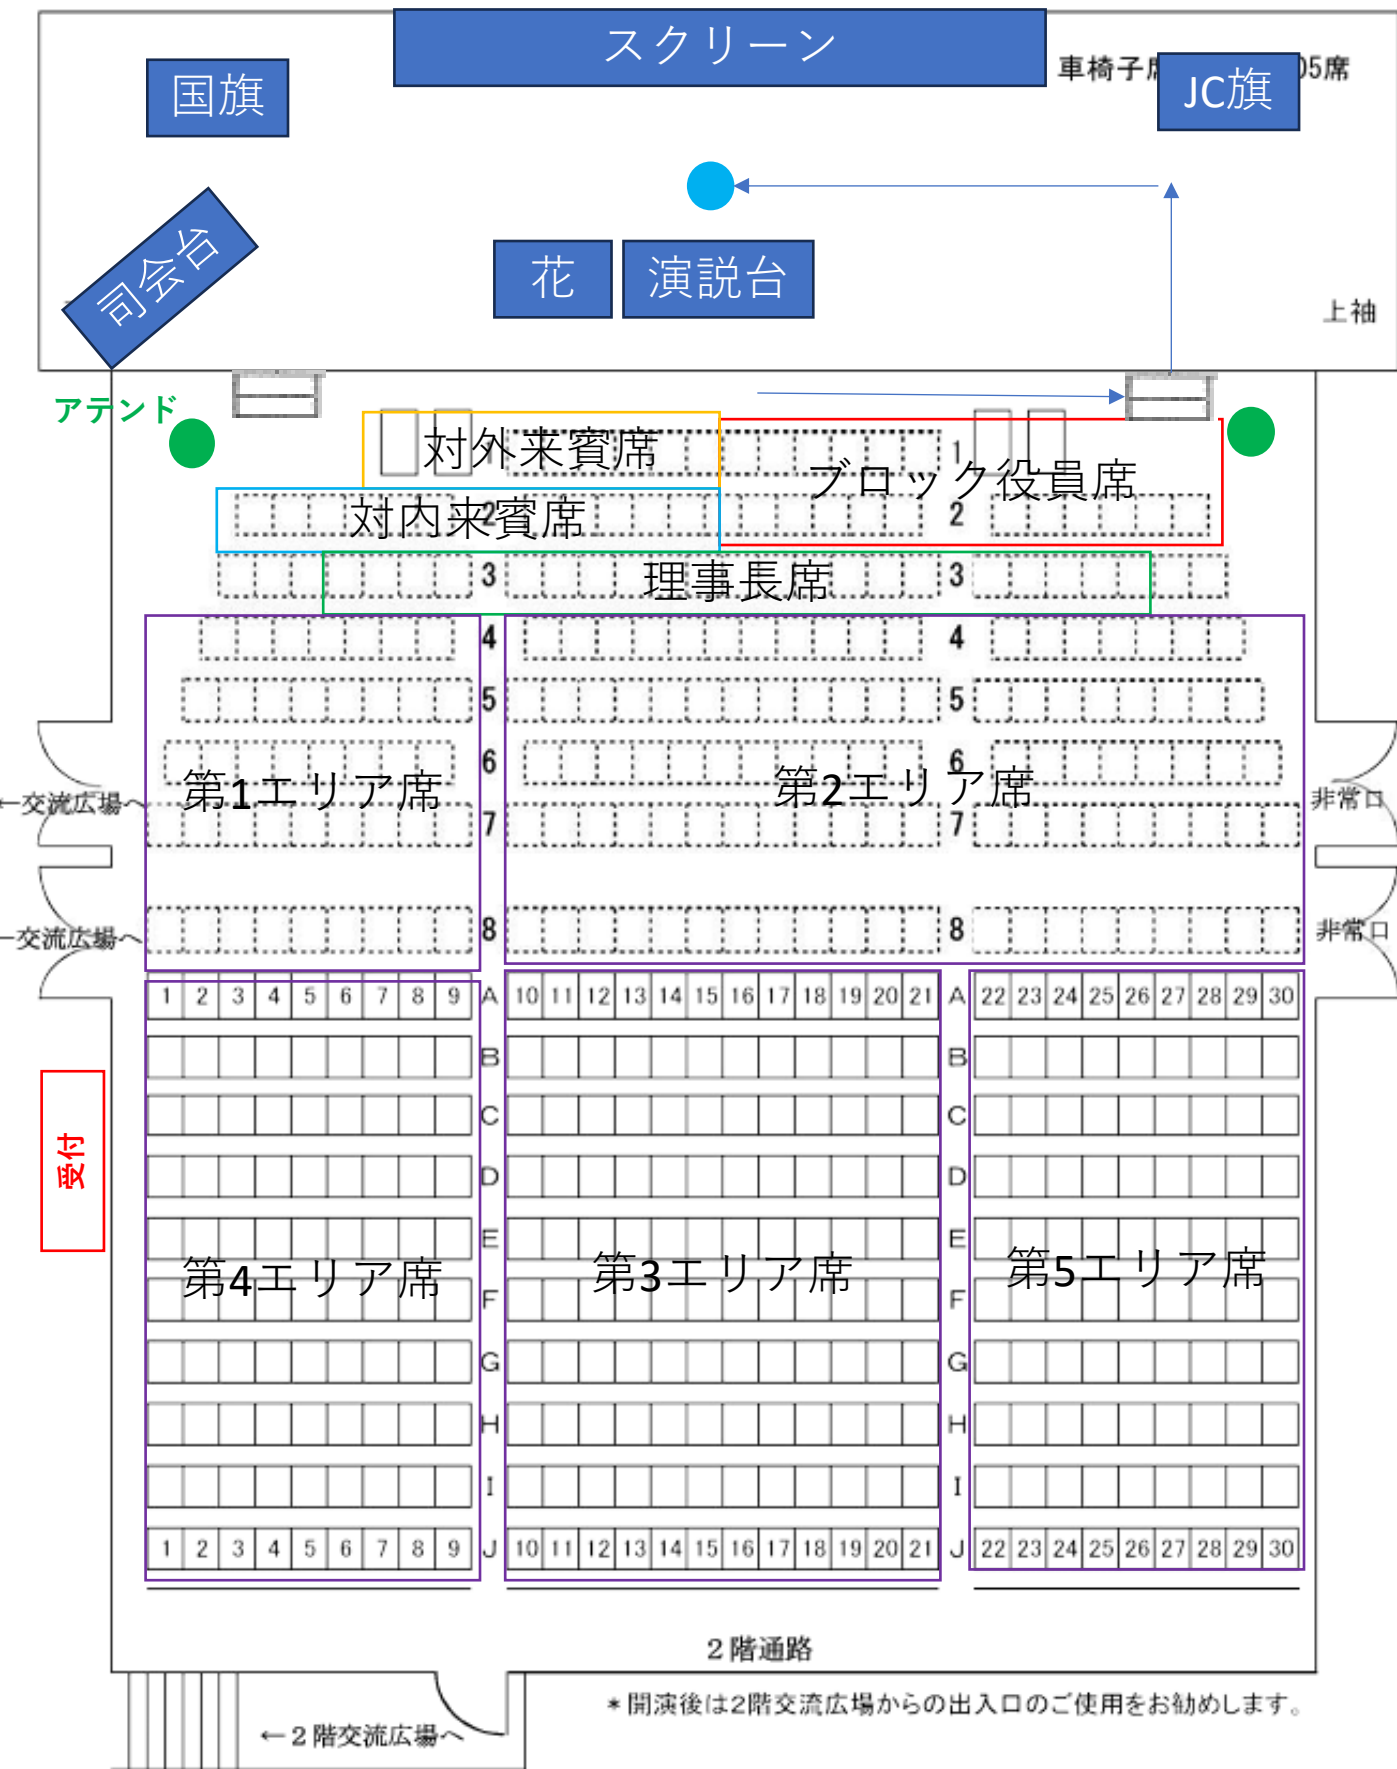 スクリーン
国旗
車椅子席
05席
JC旗
司会台
花
演説台
上袖
アテンド
対外来賓席
1
1
ブロック役員席
対内来賓席
2
2
3
理事長席
3
4
4
5
5
6
6
第1エリア席
第2エリア席
←交流広場へ
非常口
7
7
←交流広場へ
8
8
非常口
1 2 3 4 5 6 7 8 9 A 10 11 12 13 14 15 16 17 18 19 20 21 A 22 23 24 25 26 27 28 29 30
B
B
C
C
受付
D
D
E
E
第4エリア席
第3エリア席
第5エリア席
F
F
G
G
H
H
I
I
1 2 3 4 5 6 7 8 9 J 10 11 12 13 14 15 16 17 18 19 20 21 J 22 23 24 25 26 27 28 29 30
2階通路
*開演後は2階交流広場からの出入口のご使用をお勧めします。
←2階交流広場へ